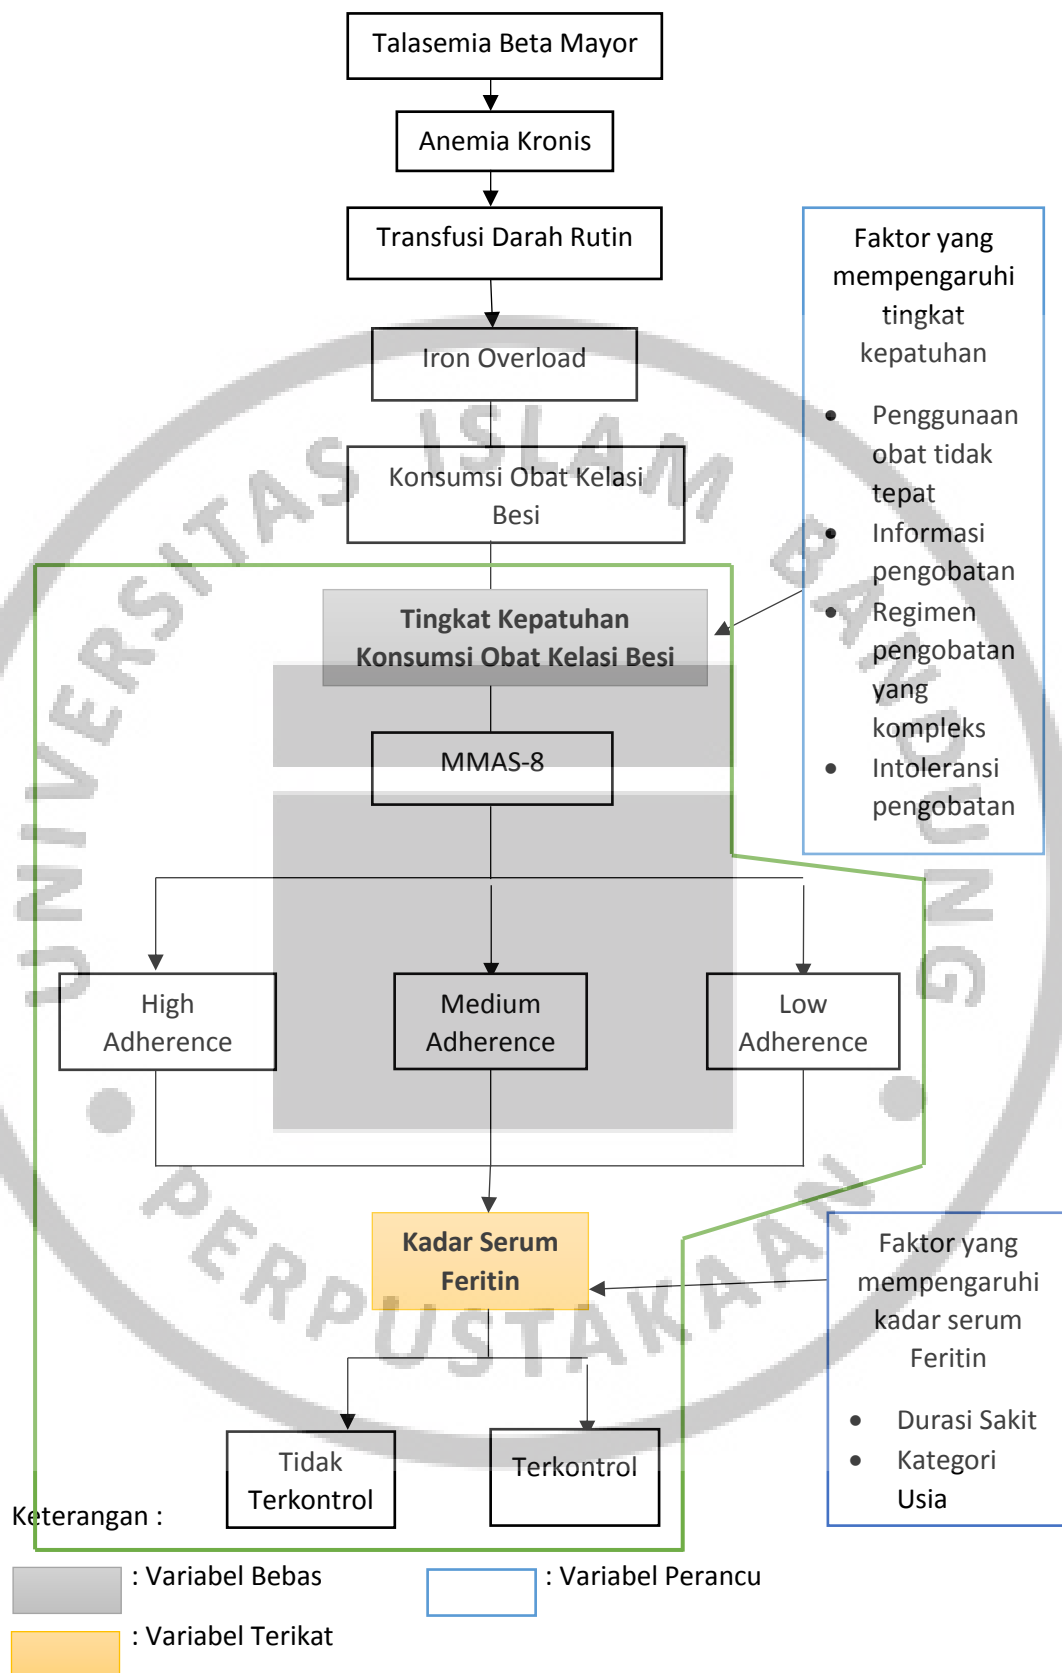 Talasemia Beta Mayor
Anemia Kronis
Transfusi Darah Rutin
Iron Overload
Konsumsi Obat Kelasi
Besi
Faktor yang
mempengaruhi
tingkat
kepatuhan
• Penggunaan
obat tidak
tepat
• Informasi
pengobatan
• Regimen
pengobatan
yang
kompleks
• Intoleransi
pengobatan
Tingkat Kepatuhan
Konsumsi Obat Kelasi Besi
MMAS-8
High
Adherence
Medium
Adherence
Low
Adherence
Kadar Serum
Feritin
Faktor yang
mempengaruhi
kadar serum
Feritin
• Durasi Sakit
• Kategori
Usia
Tidak
Terkontrol
Terkontrol
Keterangan :
: Variabel Bebas
: Variabel Perancu
: Variabel Terikat
UNIVERSITAS ISLAM BANDUNG
PERPUSTAKAAN